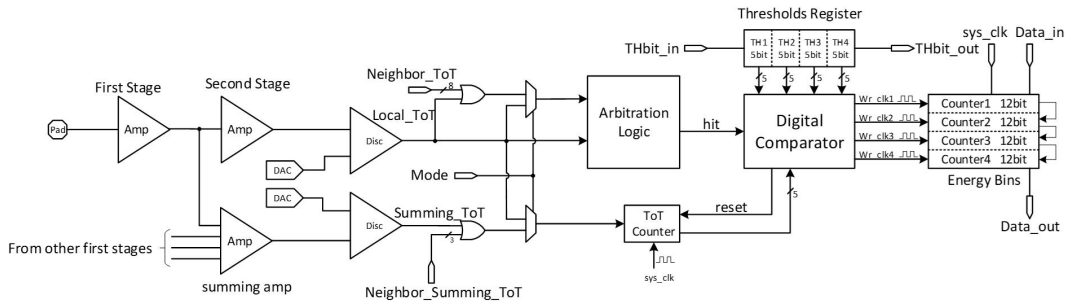 Thresholds Register
THbit_in
TH1 TH2 TH3 TH4
5bit 5bit 5bit 5bit
THbit_out
sys_clk Data_in
Neighbor_ToT
8
5 5 5 5
First Stage
Second Stage
Local_ToT
Pad
Amp
Amp
Disc
DAC
Arbitration
Logic
hit
Digital
Comparator
Wr_clk1
Wr_clk2
Wr_clk3
Wr_clk4
Counter1 12bit
Counter2 12bit
Counter3 12bit
Counter4 12bit
Energy Bins
Mode
DAC
Disc
Summing_ToT
3
Amp
From other first stages
summing amp
Neighbor_Summing_ToT
ToT
Counter
reset
5
sys_clk
Data_out